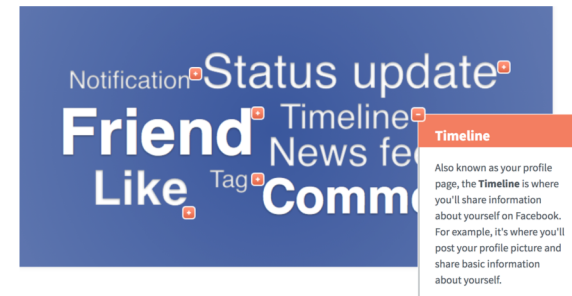 Notification
Status update
Friend
Timeline
News
Like
Tag
Timeline
Also known as your profile
page, the Timeline is where
you'll share information
about yourself on Facebook.
For example, it's where you'll
post your profile picture and
share basic information
about yourself.